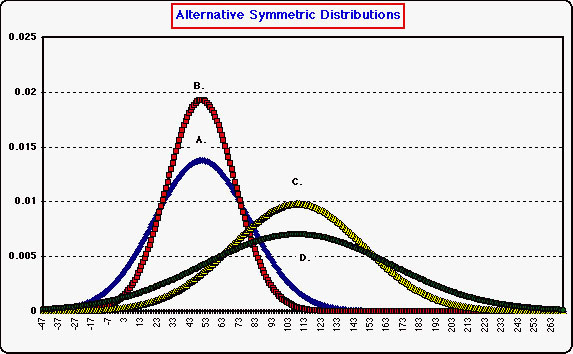 Alternative Symmetric Distributions
0.025
0.02
B.
0.015
A.
C.
0.01
D.
0.005
0
-47 -37 -27 -17 -7 3 13 23 33 43 53 63 73 83 93 103 113 123 133 143 153 163 173 183 193 203 213 223 233 243 253 263